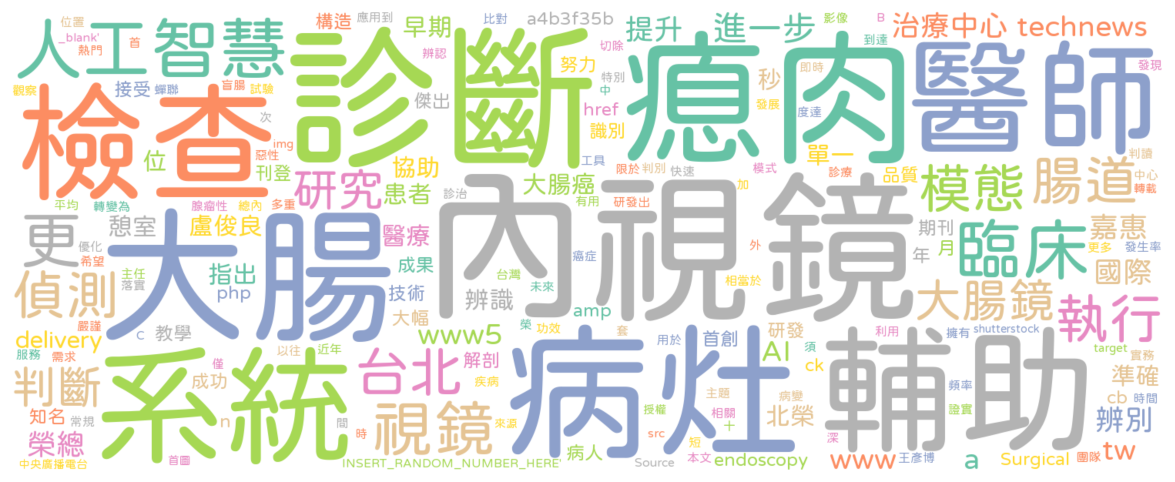 人工智慧
診斷
瘜肉
醫師
檢查
內視鏡
大腸
系統
病灶
輔助
構造
應用到
早期
比對
a4b3f35b
提升
影像
進一步
B
治療中心
technews
位置
_blank'
首
熱門
辨認
切除
到達
發現
觀察
接受
蟬聯
盲腸
試驗
傑出
努力
特別
中
秒
即時
度達
發展
href
識別
次
img
惡性
位
刊登
協助
工具
單一
判讀
限於
判別
快速
模式
診療
品質
中心
轉載
研究
患者
大腸癌
模態
腸道
平均
轉變為
腺瘤性
總內
多重
診治
有用
加
研發出
更
憩室
盧俊良
醫療
期刊
月
臨床
嘉惠
更多
發生率
優化
希望
外
年
國際
偵測
主任
落實
指出
php
成果
技術
癌症
台灣
未來
相當於
大腸鏡
執行
嚴謹
c
教學
大幅
辨識
amp
delivery
www5
榮
功效
套
用於
首創
研發
利用
擁有
shutterstock
服務
需求
以往
近年
台北
解剖
AI
須
target
判斷
僅
成功
疾病
ck
頻率
實務
準確
主題
病變
cb
時間
知名
常規
n
視鏡
來源
授權
相關
北榮
證實
辨別
榮總
間
時
十
短
深
中央廣播電台
首圖
INSERT_RANDOM_NUMBER_HERE
病人
Source
src
本文
endoscopy
www
王彥博
a
Surgical
團隊
tw